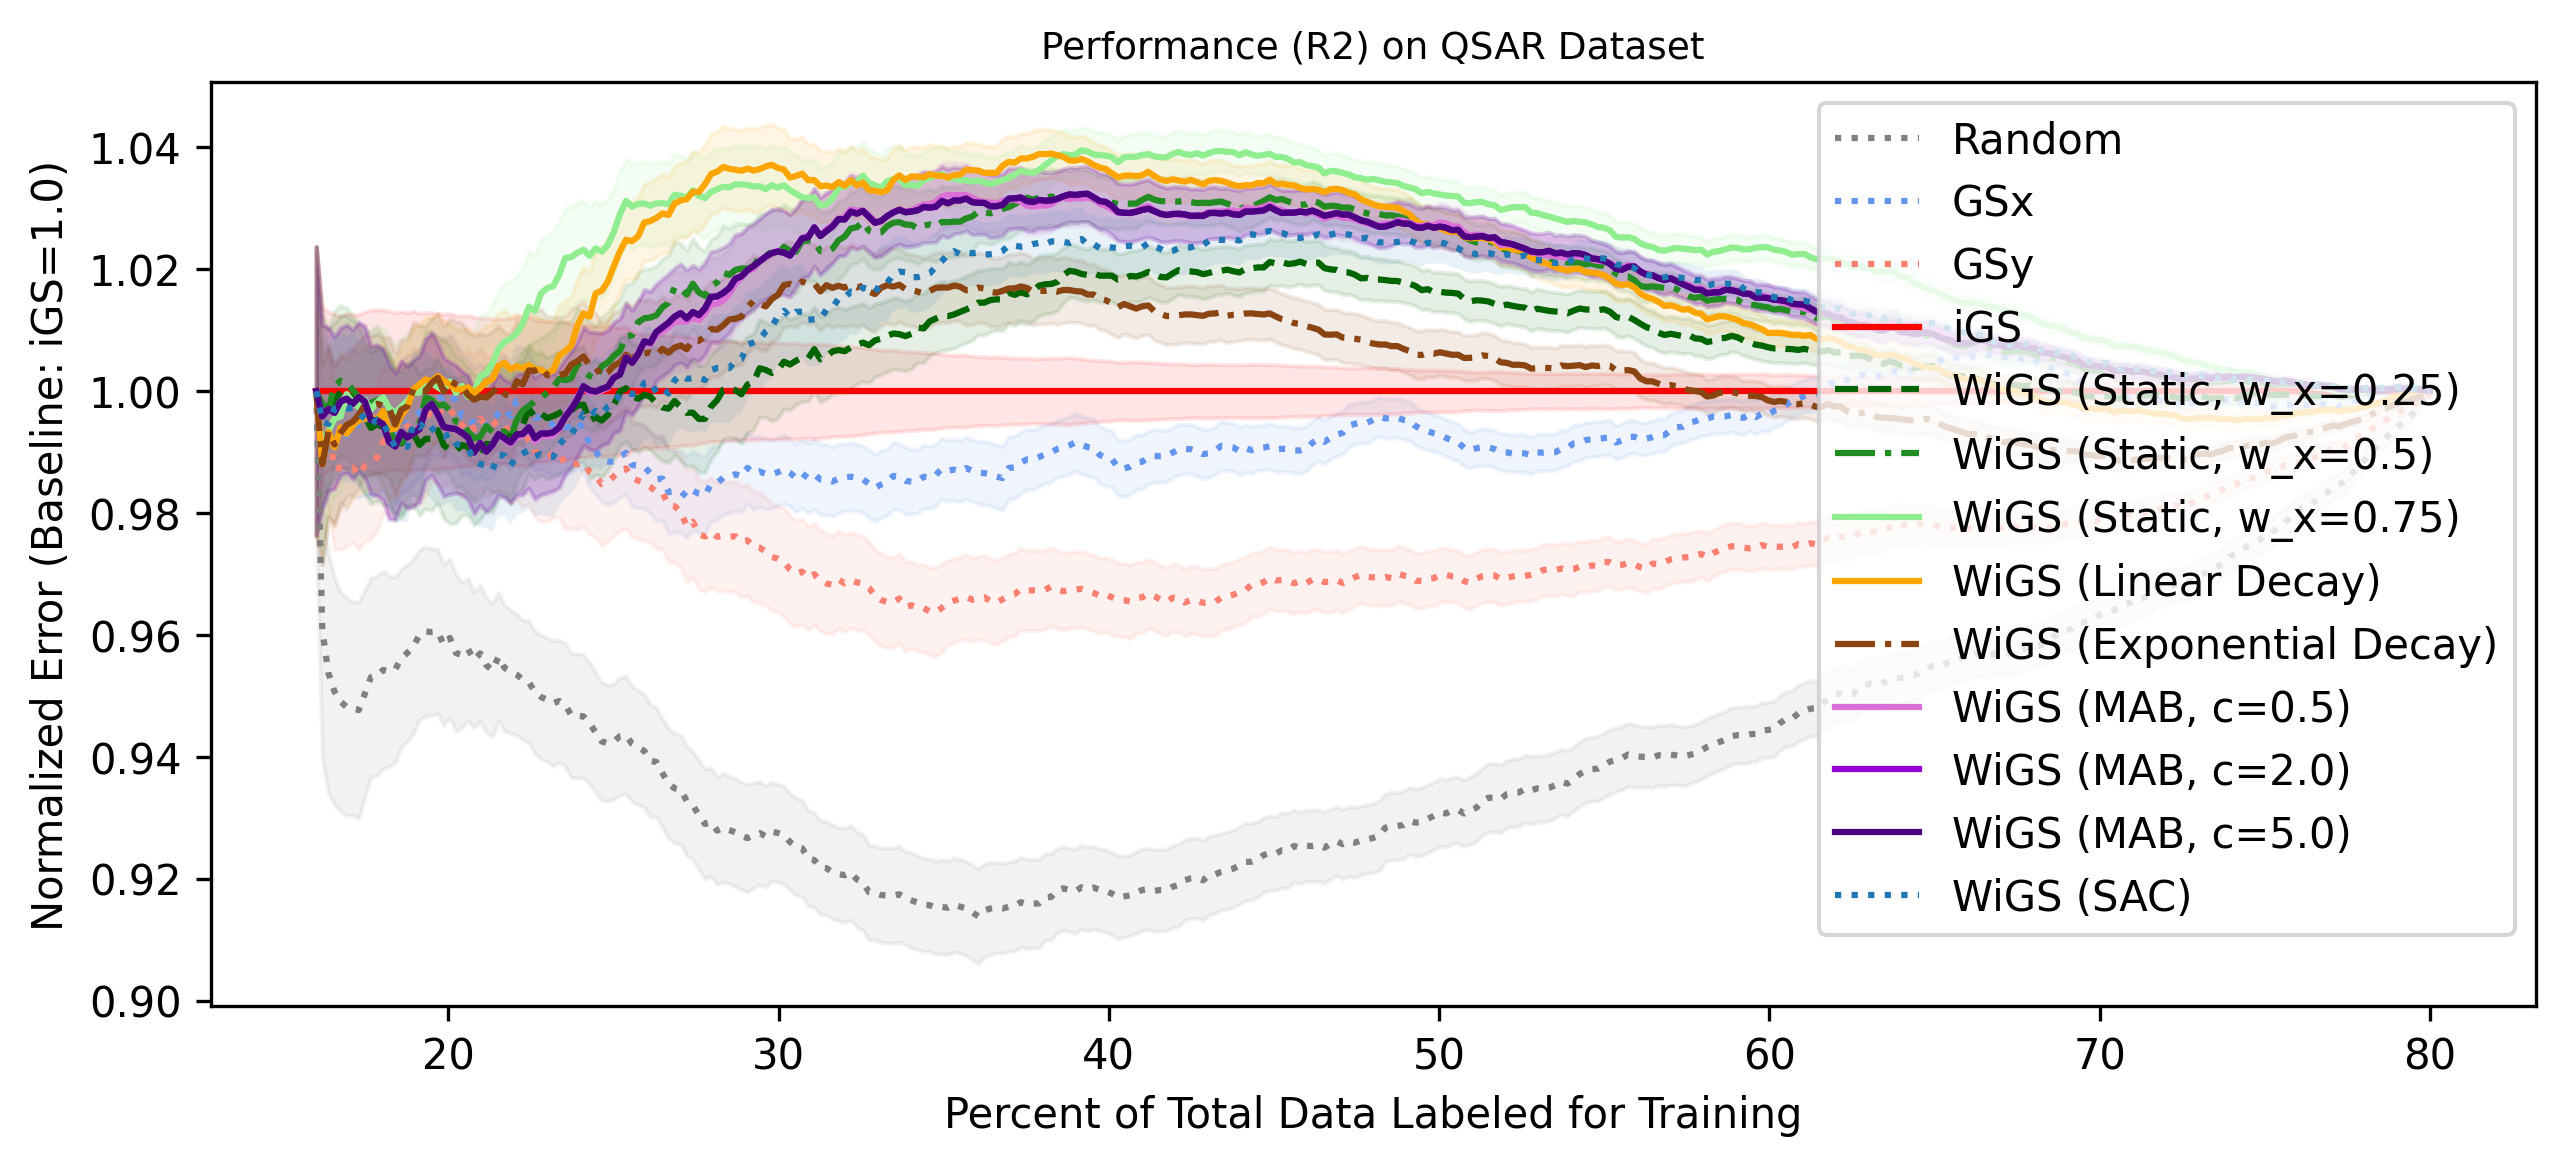 Performance (R2) on QSAR Dataset
Normalized Error (Baseline: iGS=1.0)
1.04
1.02
1.00
0.98
0.96
0.94
0.92
0.90
20
30
40
50
60
70
80
Percent of Total Data Labeled for Training
Random
GSx
GSy
iGS
WiGS (Static, w_x=0.25)
WiGS (Static, w_x=0.5)
WiGS (Static, w_x=0.75)
WiGS (Linear Decay)
WiGS (Exponential Decay)
WiGS (MAB, c=0.5)
WiGS (MAB, c=2.0)
WiGS (MAB, c=5.0)
WiGS (SAC)